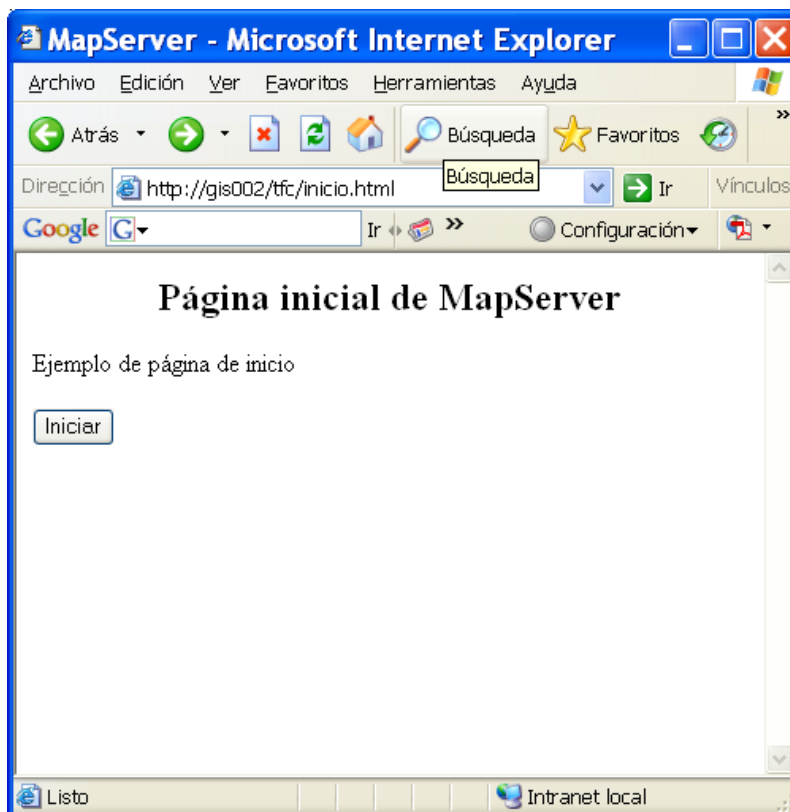 MapServer - Microsoft Internet Explorer
Archivo Edición Ver Favoritos Herramientas Ayuda
Atrás Búsqueda Favoritos »
Dirección http://gis002/tfc/inicio.html Ir Vínculos
Búsqueda
Google G Ir » Configuración
Página inicial de MapServer
Ejemplo de página de inicio
Iniciar
Listo Intranet local